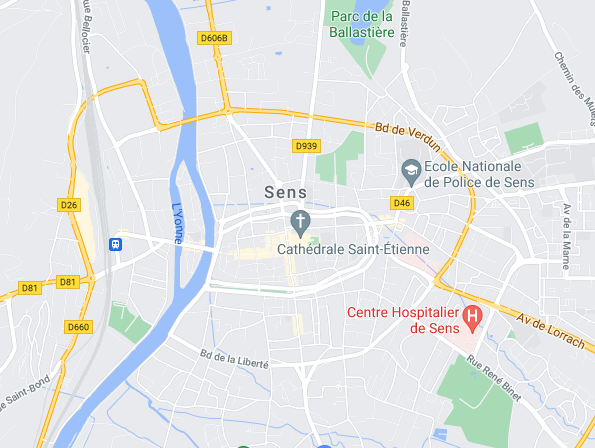 Parc de la
Ballastière
Ballastière
Rue Bellocier
D606B
Chemin des Mulets
Bd de Verdun
D939
Ecole Nationale
de Police de Sens
Sens
D46
D26
L'Yonne
Av de la Marne
Cathédrale Saint-Étienne
D81
D81
Centre Hospitalier
de Sens
Av de Lorrach
D660
Bd de la Liberté
Rue René Binet
ue Saint-Bond
H